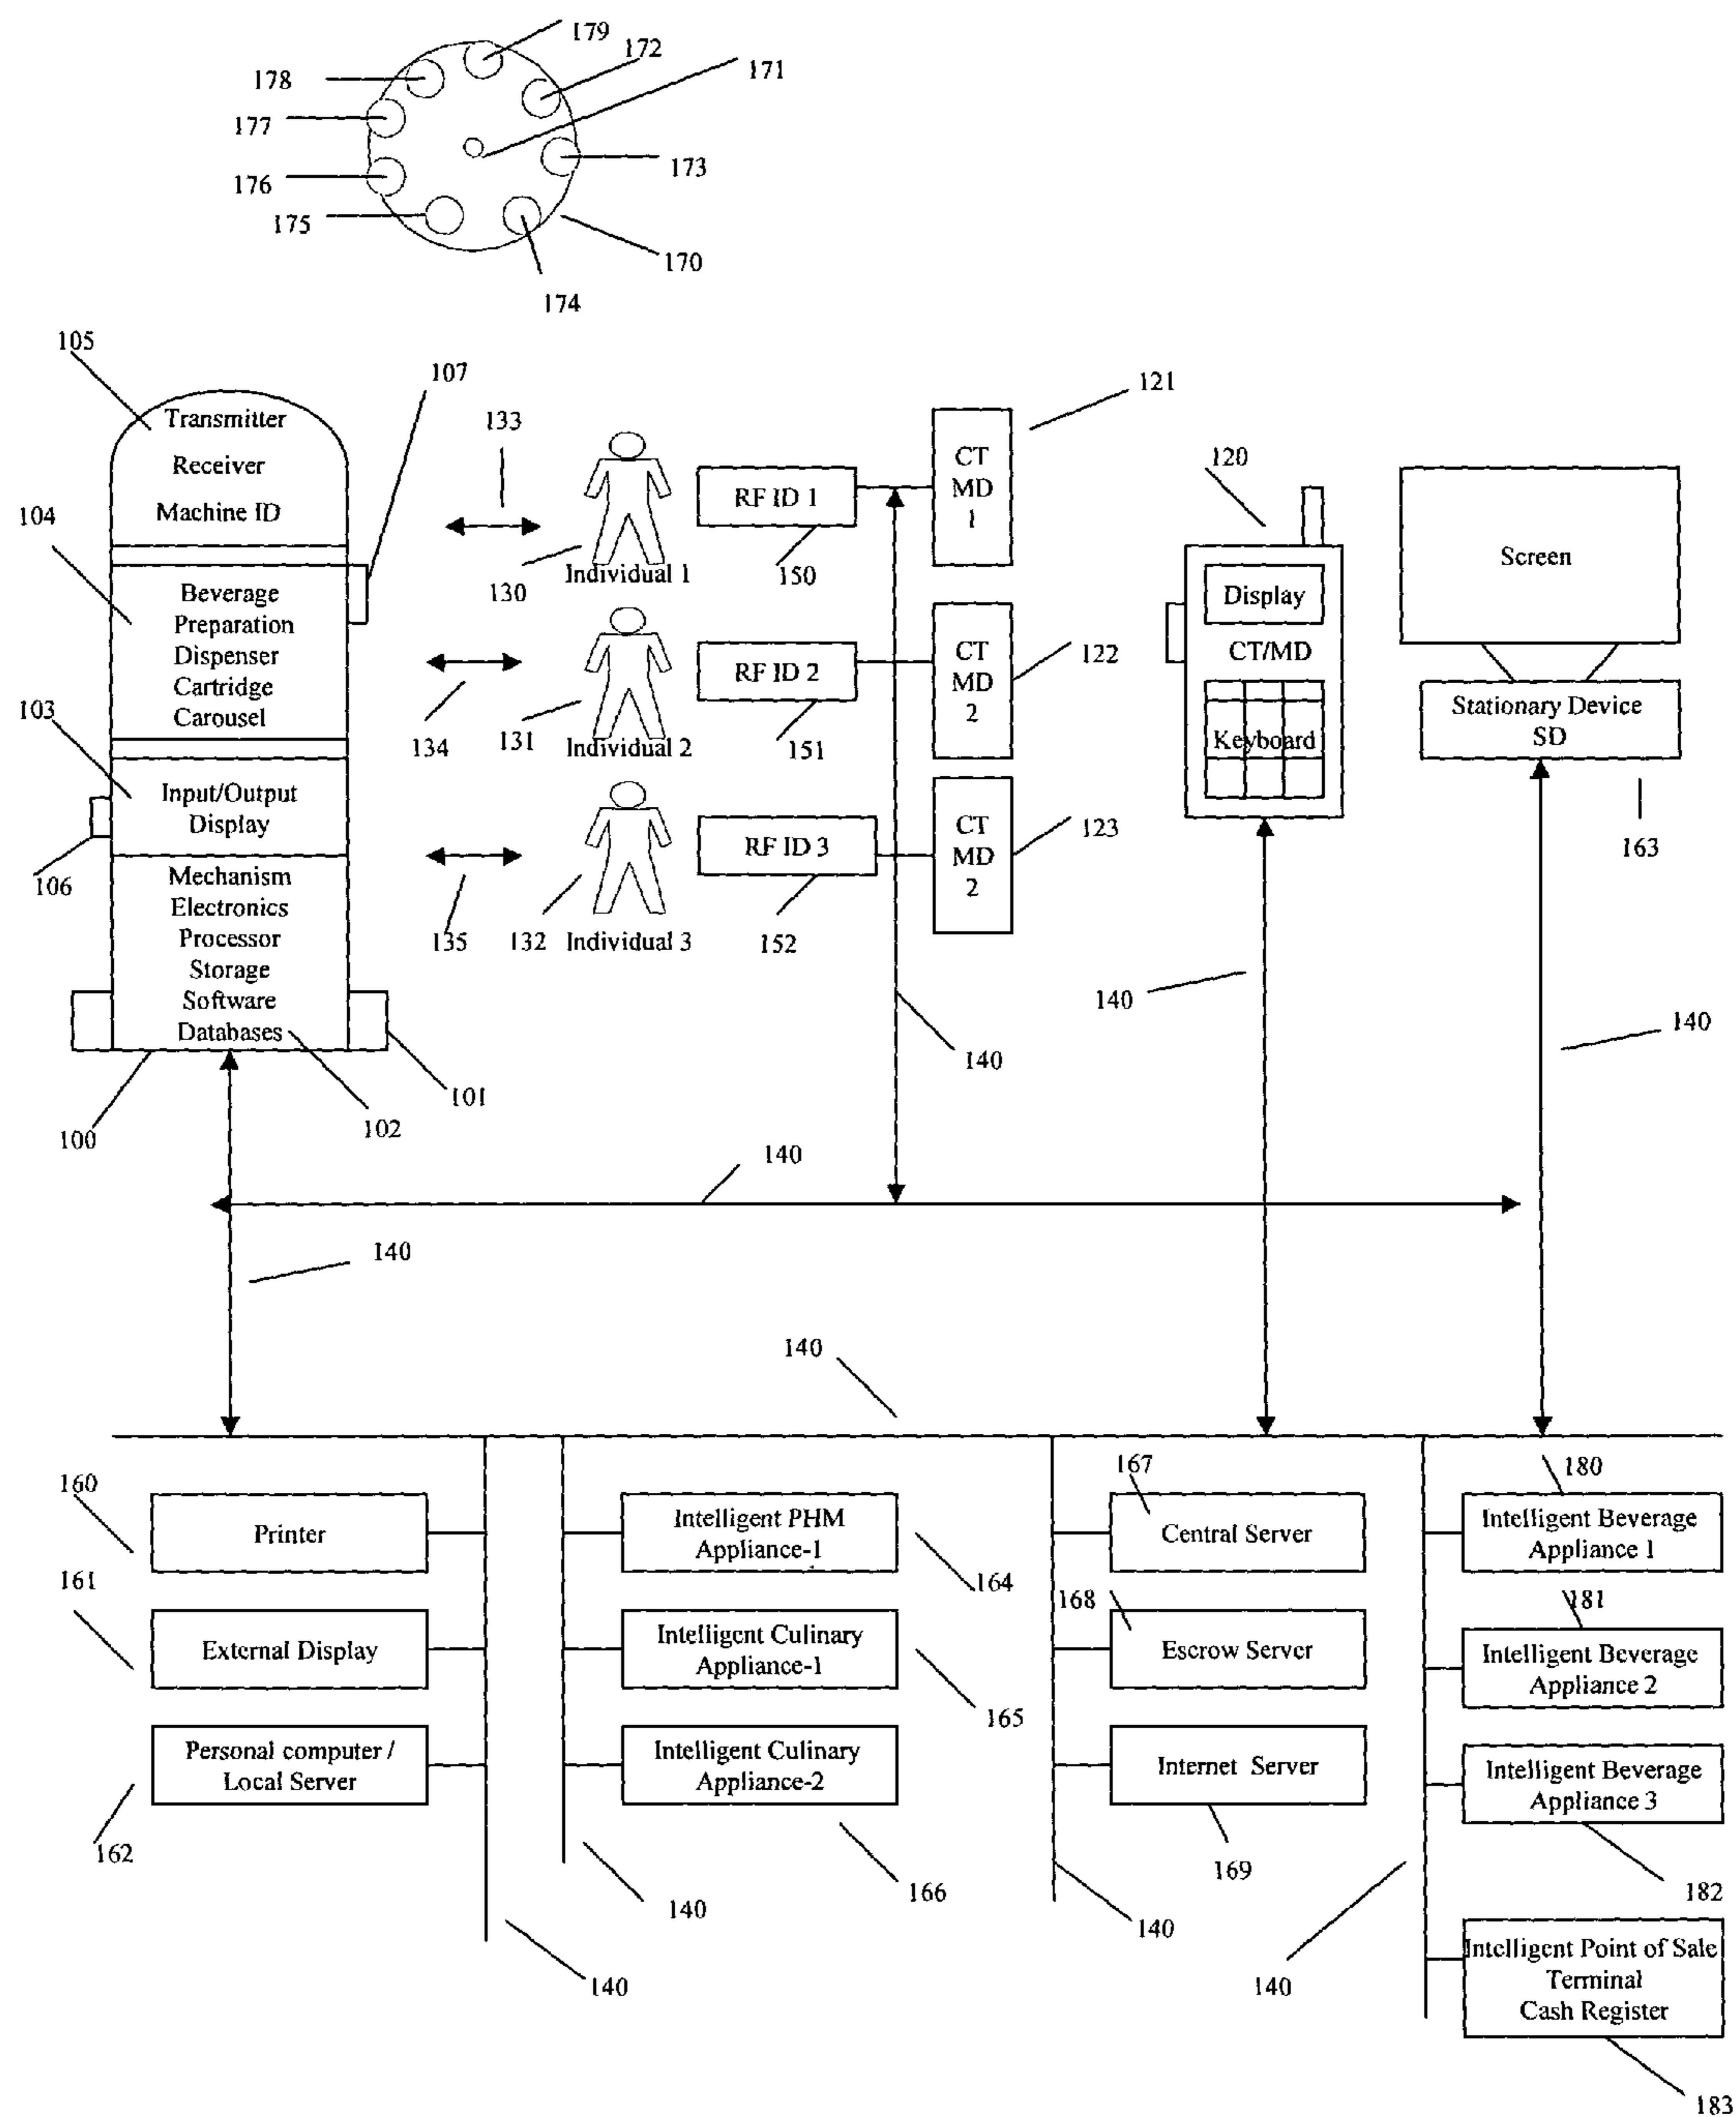 179
172
171
178
177
173
176
175
170
174
105
107
121
133
Transmitter
Receiver
Machine ID
104
120
CT
MD
1
RF ID 1
Screen
130
Individual 1
150
Beverage
Preparation
Dispenser
Cartridge
Carousel
Display
CT/MD
Keyboard
CT
MD
2
122
RF ID 2
103
134
131
Individual 2
151
Stationary Device
SD
Input/Output
Display
106
CT
MD
2
123
RF ID 3
163
Mechanism
Electronics
Processor
Storage
Software
Databases
135
132
Individual 3
152
140
140
140
101
100
102
140
140
140
160
Printer
Intelligent PHM
Appliance-1
164
167
Central Server
180
Intelligent Beverage
Appliance 1
161
External Display
Intelligent Culinary
Appliance-1
165
168
Escrow Server
181
Intelligent Beverage
Appliance 2
Personal computer /
Local Server
162
Intelligent Culinary
Appliance-2
166
Internet Server
169
Intelligent Beverage
Appliance 3
182
140
140
140
140
Intelligent Point of Sale
Terminal
Cash Register
183